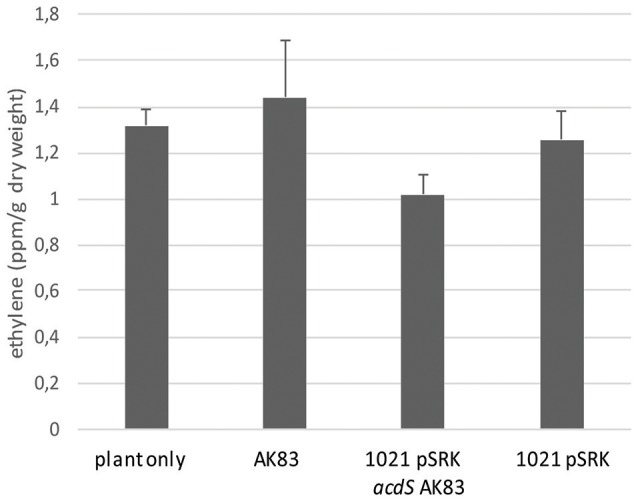 ethylene (ppm/g dry weight)
1,8
1,6
1,4
1,2
1
0,8
0,6
0,4
0,2
0
plant only
AK83
1021 pSRK
acdS AK83
1021 pSRK